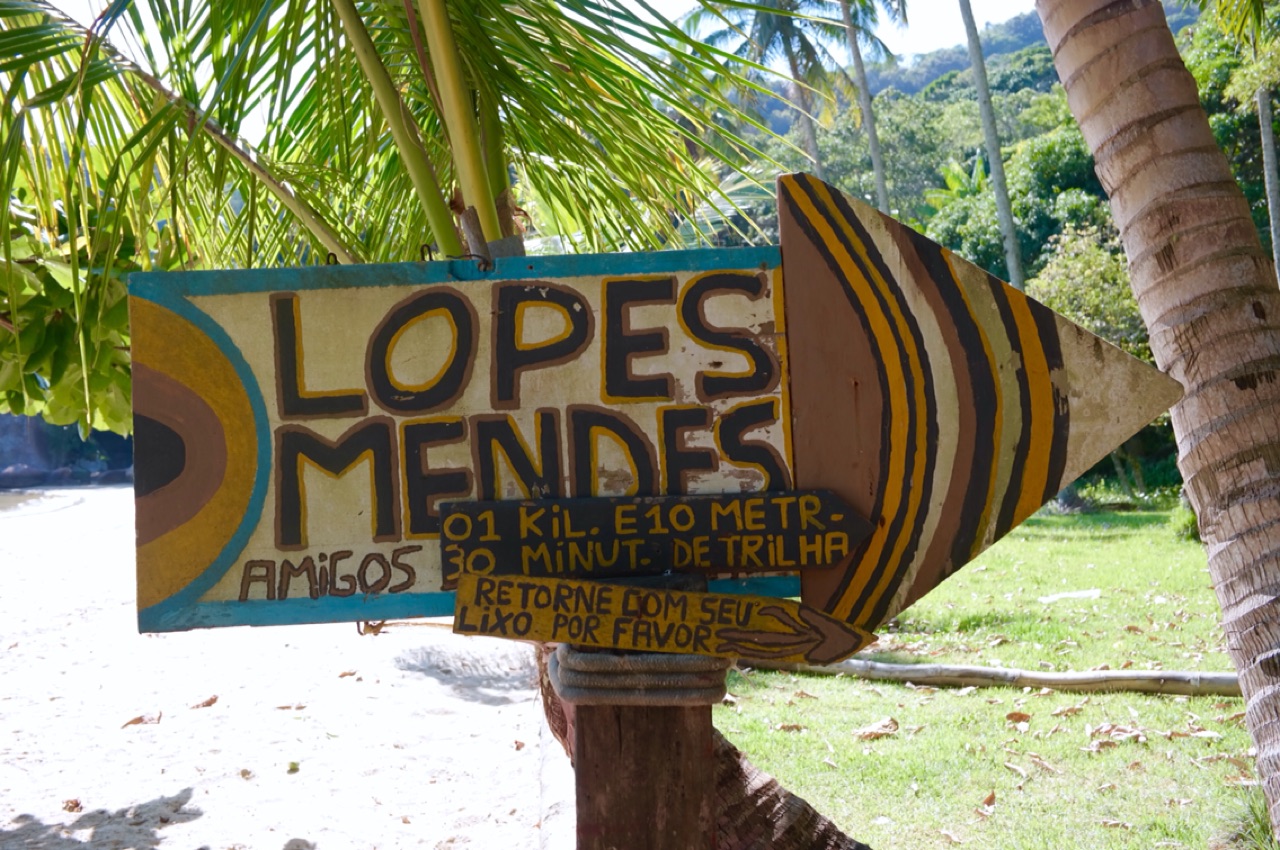 LOPES
MENDES
AMiGOS
01 KiL. E 10 METR-
30 MiNUT. DE TRiLHA
RETORNE COM SEU
LiXO POR FAVOR